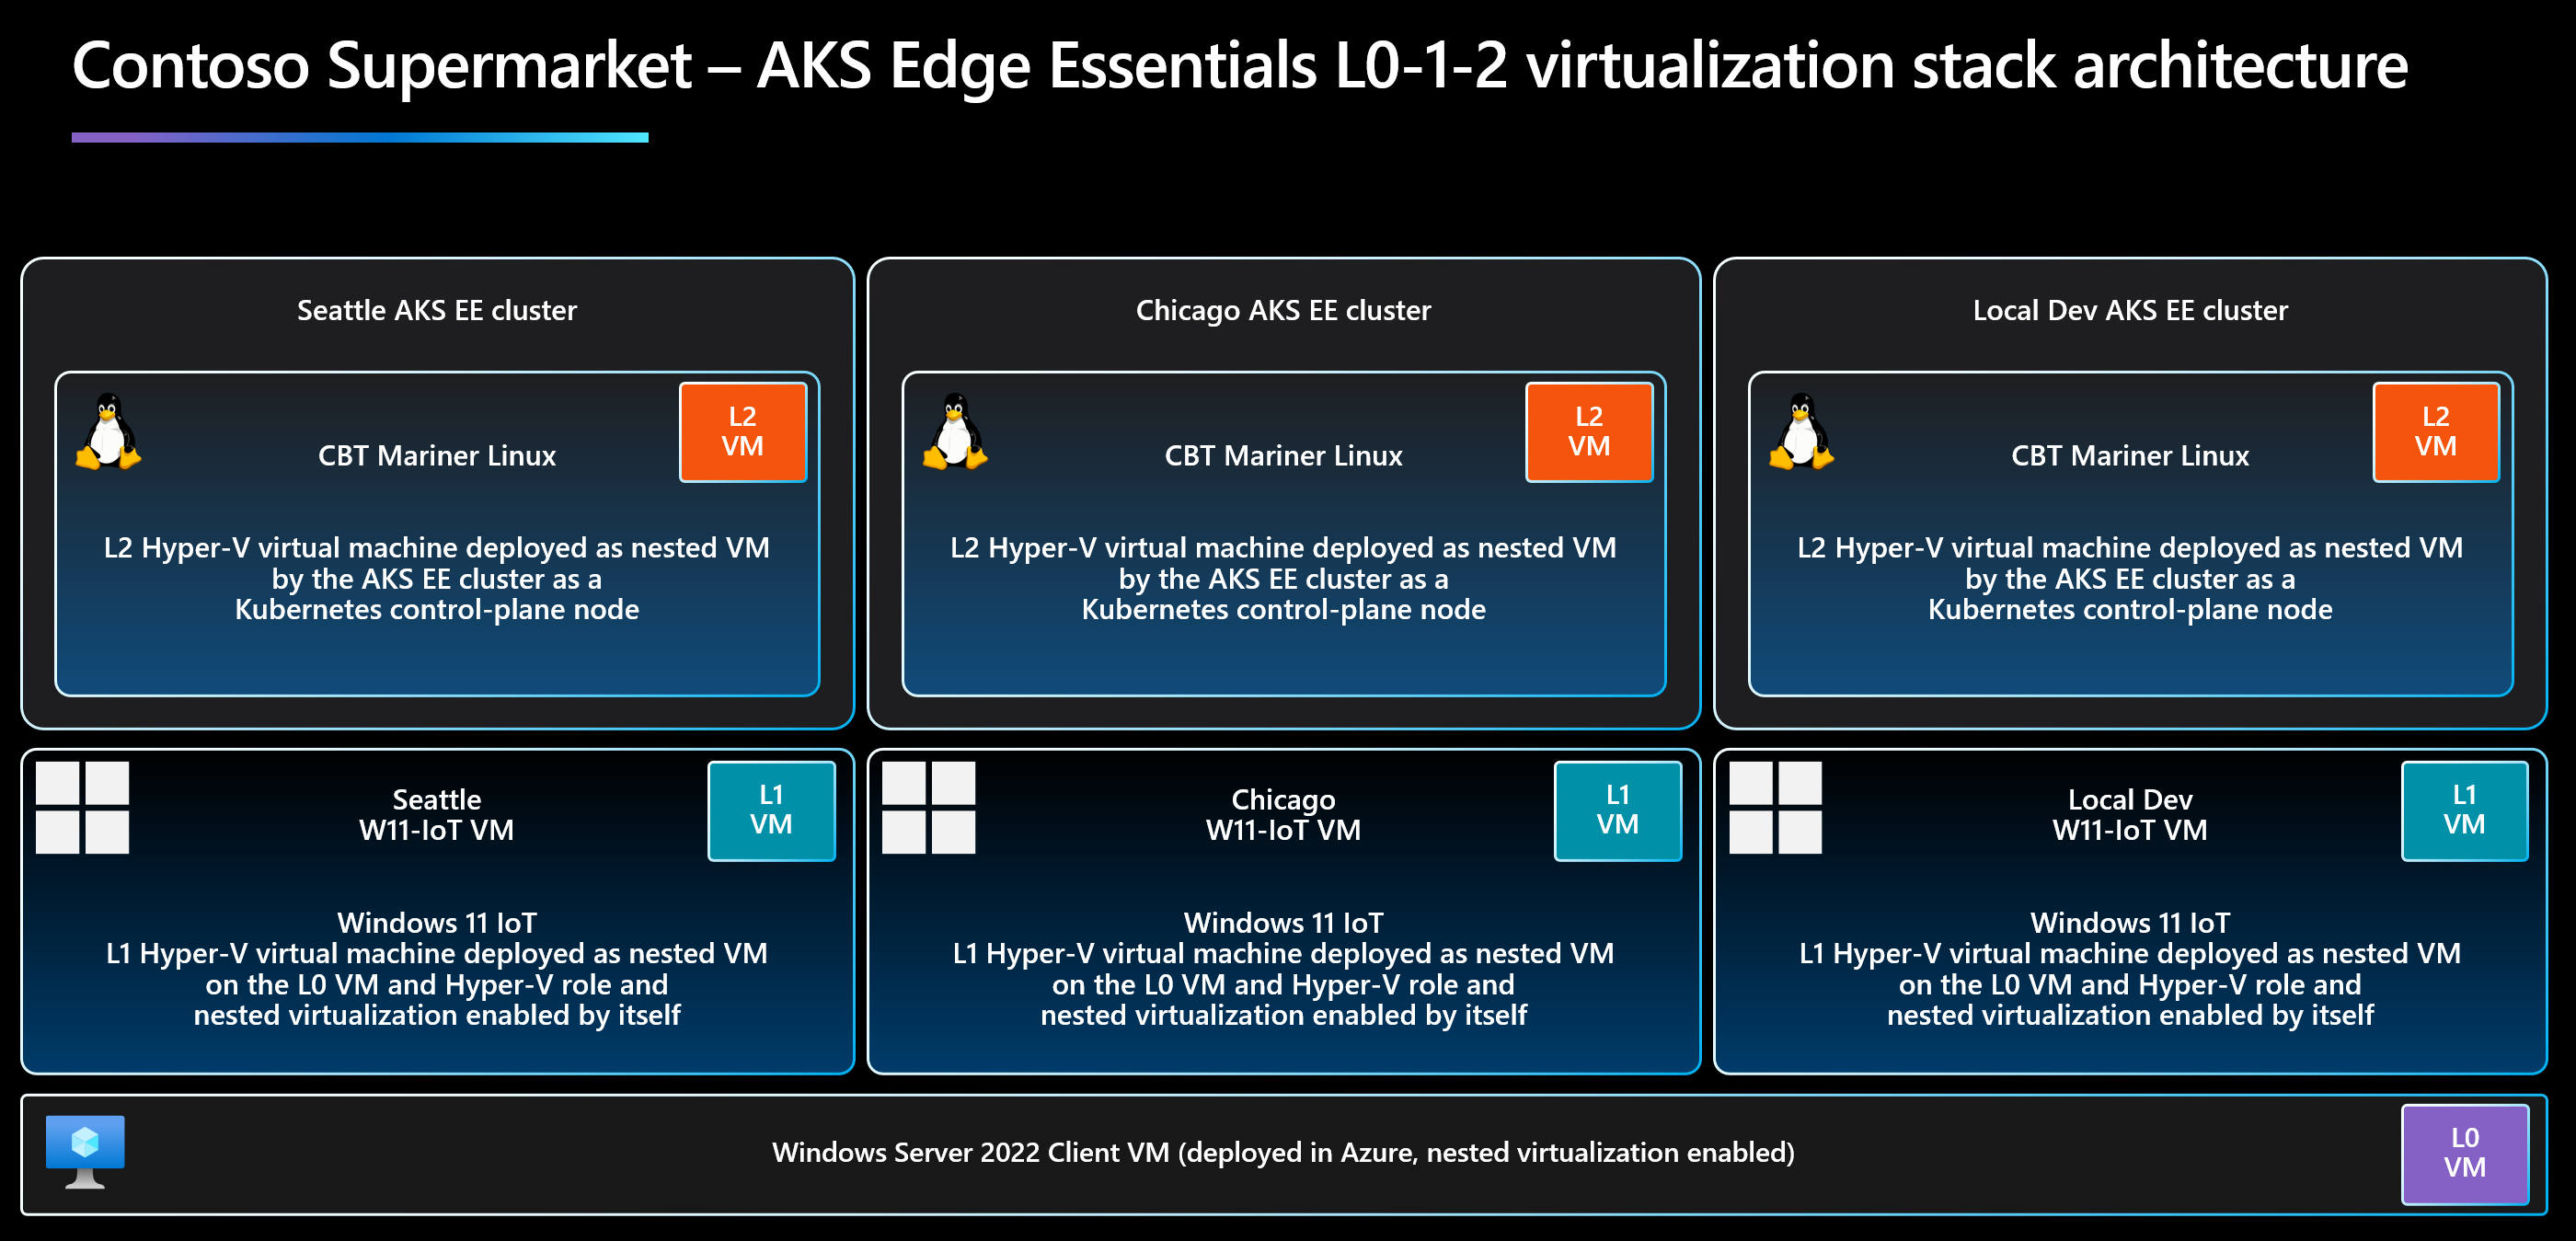 Contoso Supermarket – AKS Edge Essentials L0-1-2 virtualization stack architecture
Seattle AKS EE cluster
L2
VM
CBT Mariner Linux
L2 Hyper-V virtual machine deployed as nested VM
by the AKS EE cluster as a
Kubernetes control-plane node
Chicago AKS EE cluster
L2
VM
CBT Mariner Linux
L2 Hyper-V virtual machine deployed as nested VM
by the AKS EE cluster as a
Kubernetes control-plane node
Local Dev AKS EE cluster
L2
VM
CBT Mariner Linux
L2 Hyper-V virtual machine deployed as nested VM
by the AKS EE cluster as a
Kubernetes control-plane node
Seattle
W11-IoT VM
L1
VM
Windows 11 IoT
L1 Hyper-V virtual machine deployed as nested VM
on the L0 VM and Hyper-V role and
nested virtualization enabled by itself
Chicago
W11-IoT VM
L1
VM
Windows 11 IoT
L1 Hyper-V virtual machine deployed as nested VM
on the L0 VM and Hyper-V role and
nested virtualization enabled by itself
Local Dev
W11-IoT VM
L1
VM
Windows 11 IoT
L1 Hyper-V virtual machine deployed as nested VM
on the L0 VM and Hyper-V role and
nested virtualization enabled by itself
Windows Server 2022 Client VM (deployed in Azure, nested virtualization enabled)
L0
VM